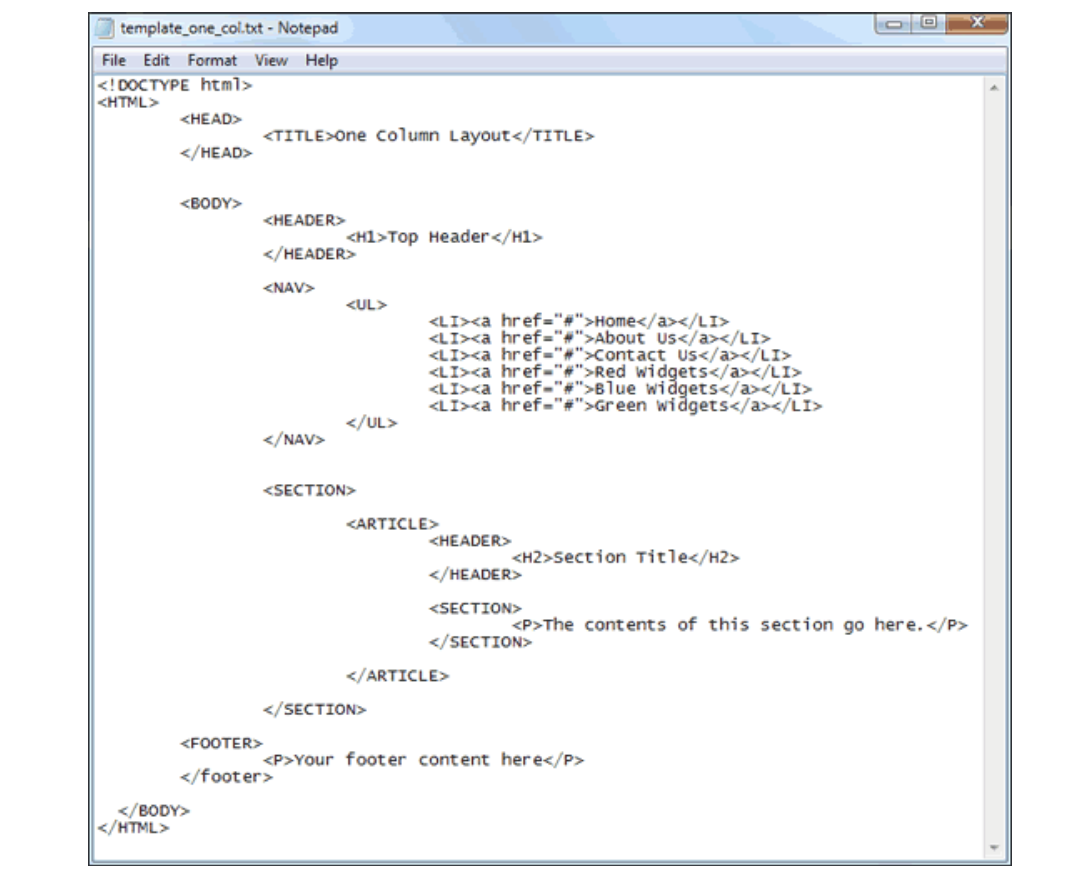 template_one_col.txt - Notepad
File Edit Format View Help
<!DOCTYPE html>
<HTML>
<HEAD>
<TITLE>One Column Layout</TITLE>
</HEAD>
<BODY>
<HEADER>
<H1>Top Header</H1>
</HEADER>
<NAV>
<UL>
<LI><a href="#">Home</a></LI>
<LI><a href="#">About Us</a></LI>
<LI><a href="#">Contact Us</a></LI>
<LI><a href="#">Red Widgets</a></LI>
<LI><a href="#">Blue Widgets</a></LI>
<LI><a href="#">Green Widgets</a></LI>
</UL>
</NAV>
<SECTION>
<ARTICLE>
<HEADER>
<H2>Section Title</H2>
</HEADER>
<SECTION>
<P>The contents of this section go here.</P>
</SECTION>
</ARTICLE>
</SECTION>
<FOOTER>
<P>Your footer content here</P>
</footer>
</BODY>
</HTML>